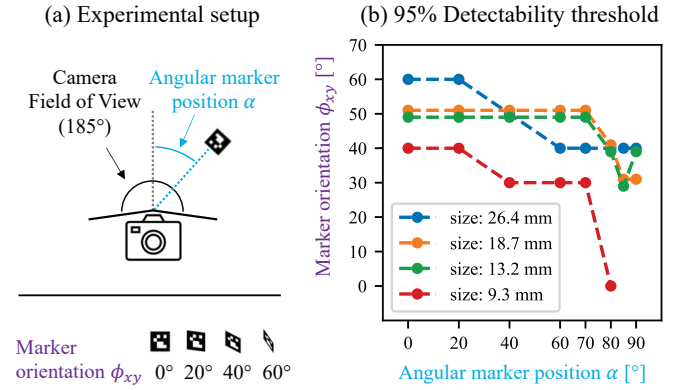 (a) Experimental setup
Camera
Field of View
(185°)
Angular marker
position α
Marker
orientation ϕxy 0° 20° 40° 60°
(b) 95% Detectability threshold
Marker orientation ϕxy [°]
70
60
50
40
30
20
10
0
size: 26.4 mm
size: 18.7 mm
size: 13.2 mm
size: 9.3 mm
0 20 40 60 70 80 90
Angular marker position α [°]